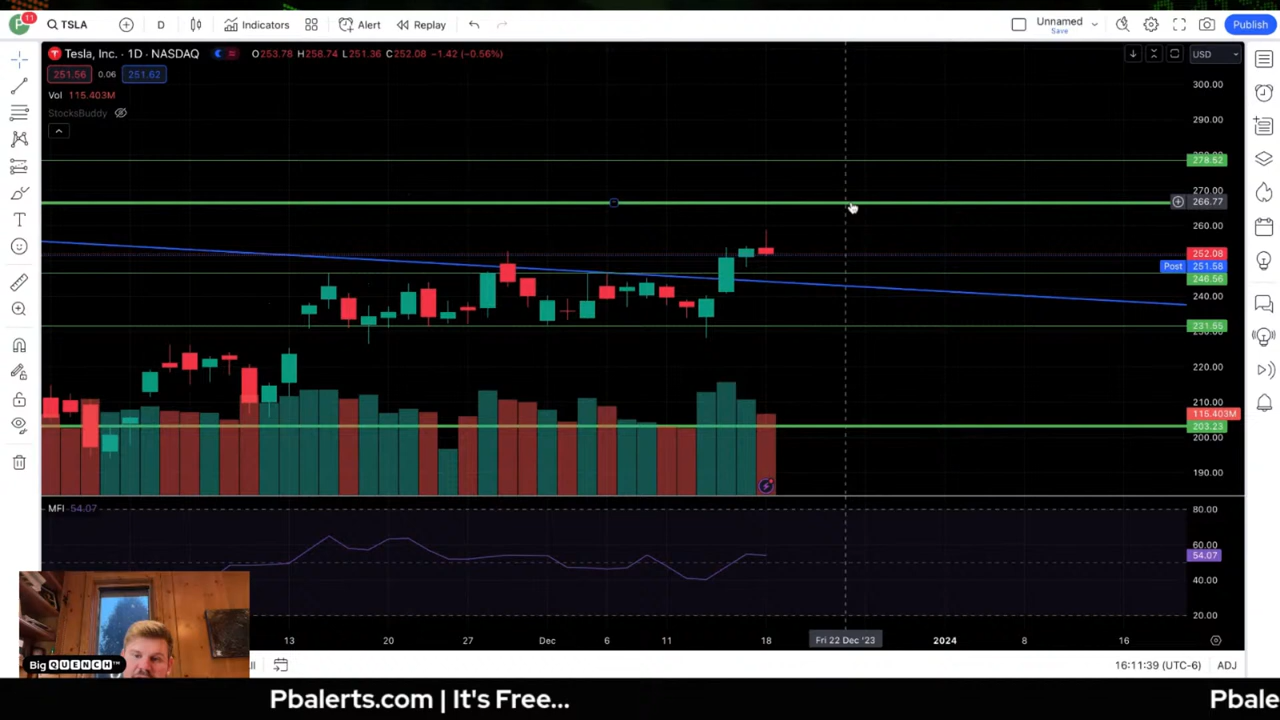 P
11
TSLA
D
Indicators
Alert
Replay
Unnamed
Save
Publish
Tesla, Inc. · 1D · NASDAQ
O253.78 H258.74 L251.36 C252.08 −1.42 (−0.56%)
USD
251.56 0.06 251.62
Vol 115.403M
StocksBuddy
300.00
290.00
278.52
270.00
266.77
260.00
252.08
Post 251.58
246.56
240.00
231.55
220.00
210.00
115.403M
203.23
200.00
190.00
MFI 54.07
80.00
60.00
54.07
40.00
20.00
13 20 27 Dec 6 11 18 Fri 22 Dec '23 2024 8 16
Big QUENCH™
16:11:39 (UTC-6) ADJ
Pbalerts.com | It's Free...
Pbale